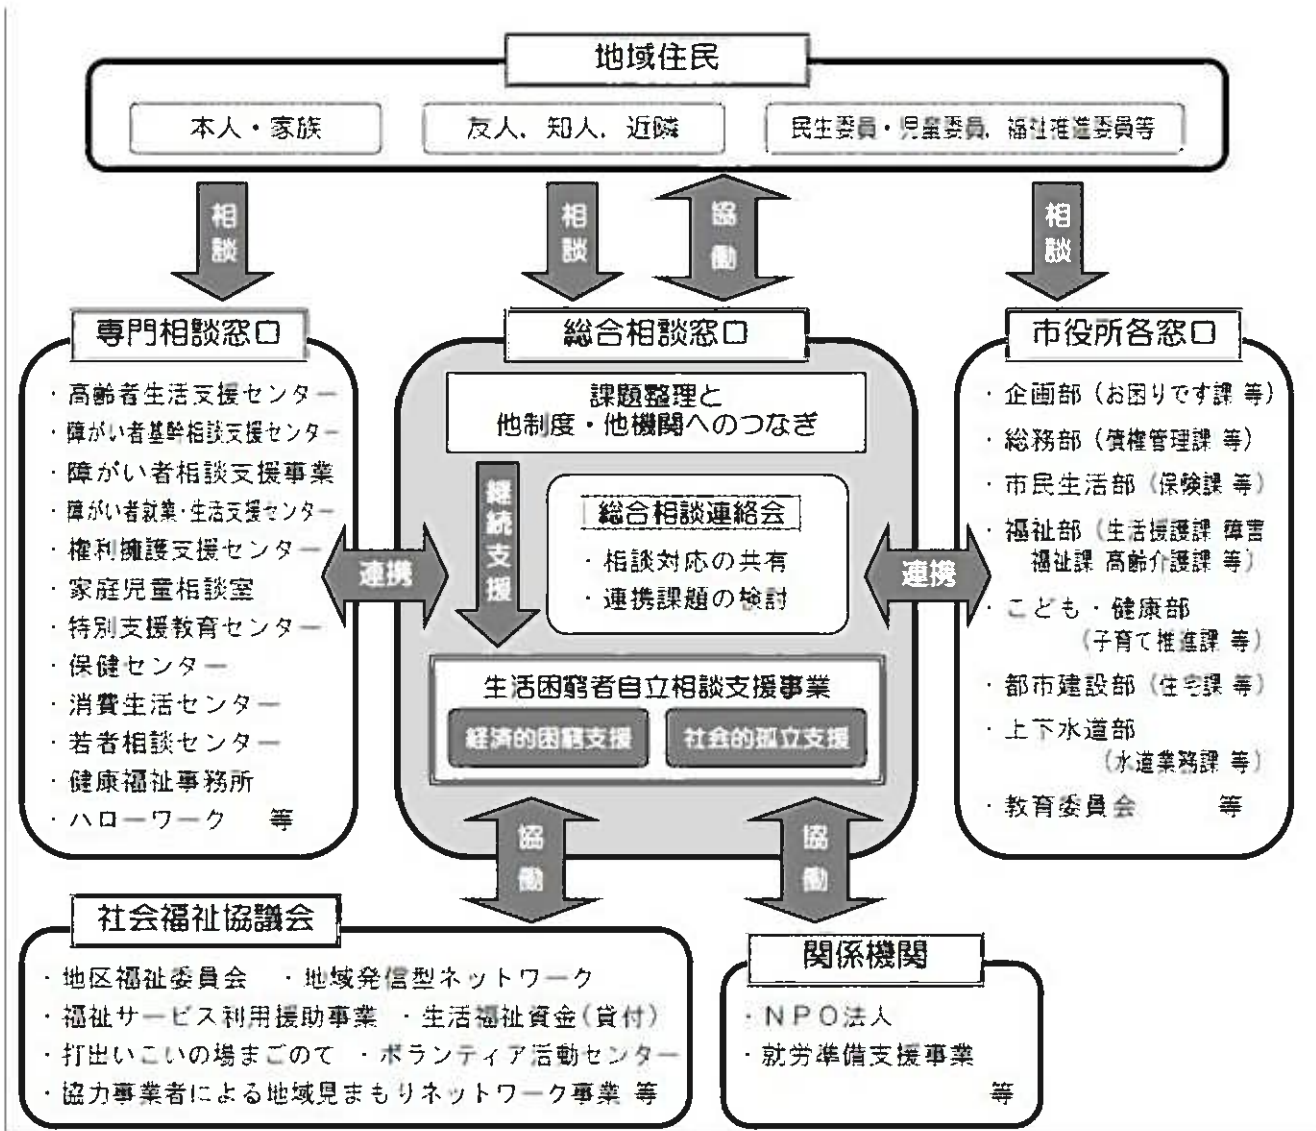 地域住民
本人・家族
友人、知人、近隣
民生委員・児童委員、福祉推進委員等
相談
相談
協働
相談
専門相談窓口
・高齢者生活支援センター
・障がい者基幹相談支援センター
・障がい者相談支援事業
・障がい者就業・生活支援センター
・権利擁護支援センター
・家庭児童相談室
・特別支援教育センター
・保健センター
・消費生活センター
・若者相談センター
・健康福祉事務所
・ハローワーク 等
連携
総合相談窓口
課題整理と
他制度・他機関へのつなぎ
継続支援
総合相談連絡会
・相談対応の共有
・連携課題の検討
生活困窮者自立相談支援事業
経済的困窮支援
社会的孤立支援
連携
市役所各窓口
・企画部（お困りです課 等）
・総務部（債権管理課 等）
・市民生活部（保険課 等）
・福祉部（生活援護課 障害
福祉課 高齢介護課 等）
・こども・健康部
（子育て推進課 等）
・都市建設部（住宅課 等）
・上下水道部
（水道業務課 等）
・教育委員会 等
協働
協働
社会福祉協議会
・地区福祉委員会 ・地域発信型ネットワーク
・福祉サービス利用援助事業 ・生活福祉資金（貸付）
・打出いこいの場まごのて ・ボランティア活動センター
・協力事業者による地域見まもりネットワーク事業 等
関係機関
・ＮＰＯ法人
・就労準備支援事業
等